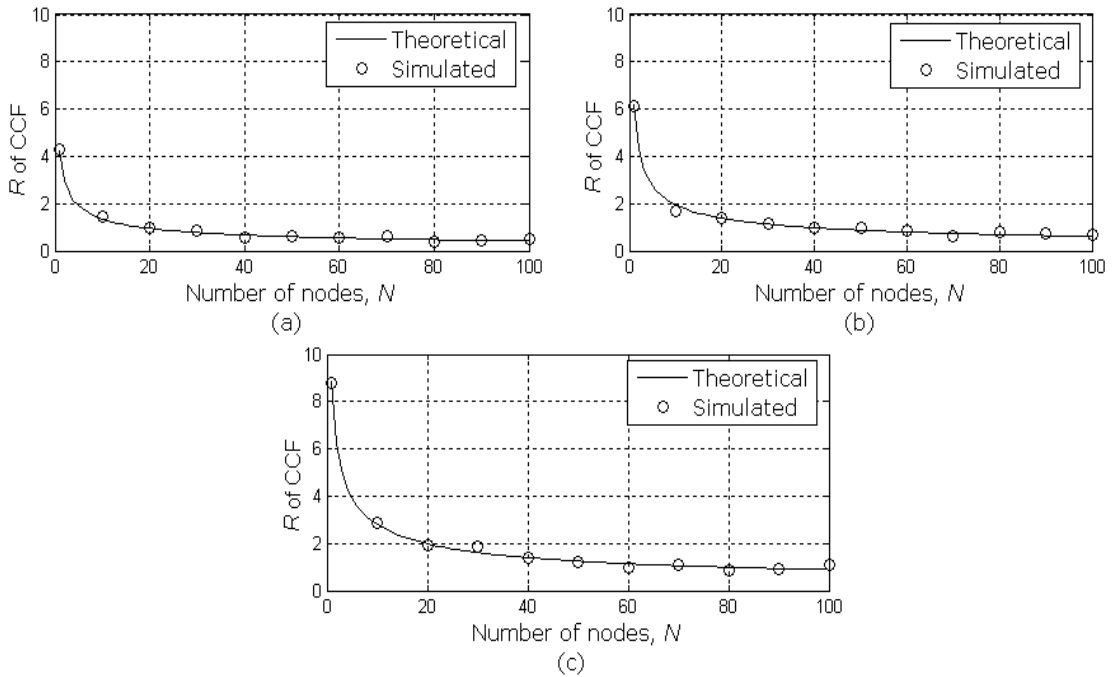 10
8
6
4
2
0
R of CCF
0 20 40 60 80 100
Number of nodes, N
(a)
Theoretical
Simulated
10
8
6
4
2
0
R of CCF
0 20 40 60 80 100
Number of nodes, N
(b)
Theoretical
Simulated
10
8
6
4
2
0
R of CCF
0 20 40 60 80 100
Number of nodes, N
(c)
Theoretical
Simulated